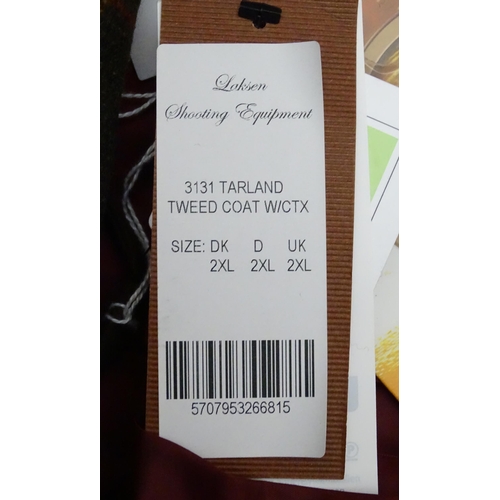 Laksen
Shooting Equipment
3131 TARLAND
TWEED COAT W/CTX
SIZE: DK D UK
2XL 2XL 2XL
5707953266815